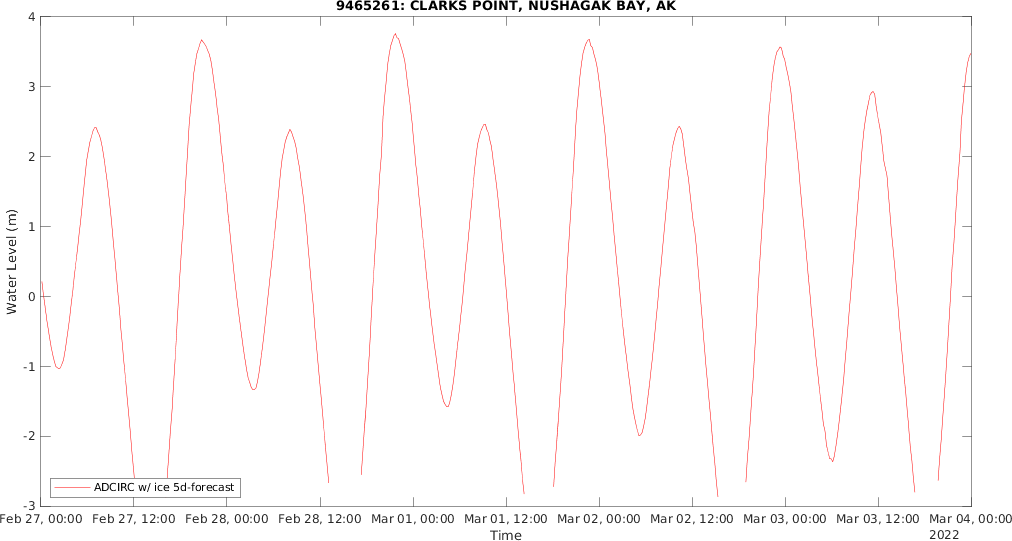 9465261: CLARKS POINT, NUSHAGAK BAY, AK
4
3
2
1
0
-1
-2
-3
Water Level (m)
ADCIRC w/ ice 5d-forecast
Feb 27, 00:00 Feb 27, 12:00 Feb 28, 00:00 Feb 28, 12:00 Mar 01, 00:00 Mar 01, 12:00 Mar 02, 00:00 Mar 02, 12:00 Mar 03, 00:00 Mar 03, 12:00 Mar 04, 00:00
Time
2022